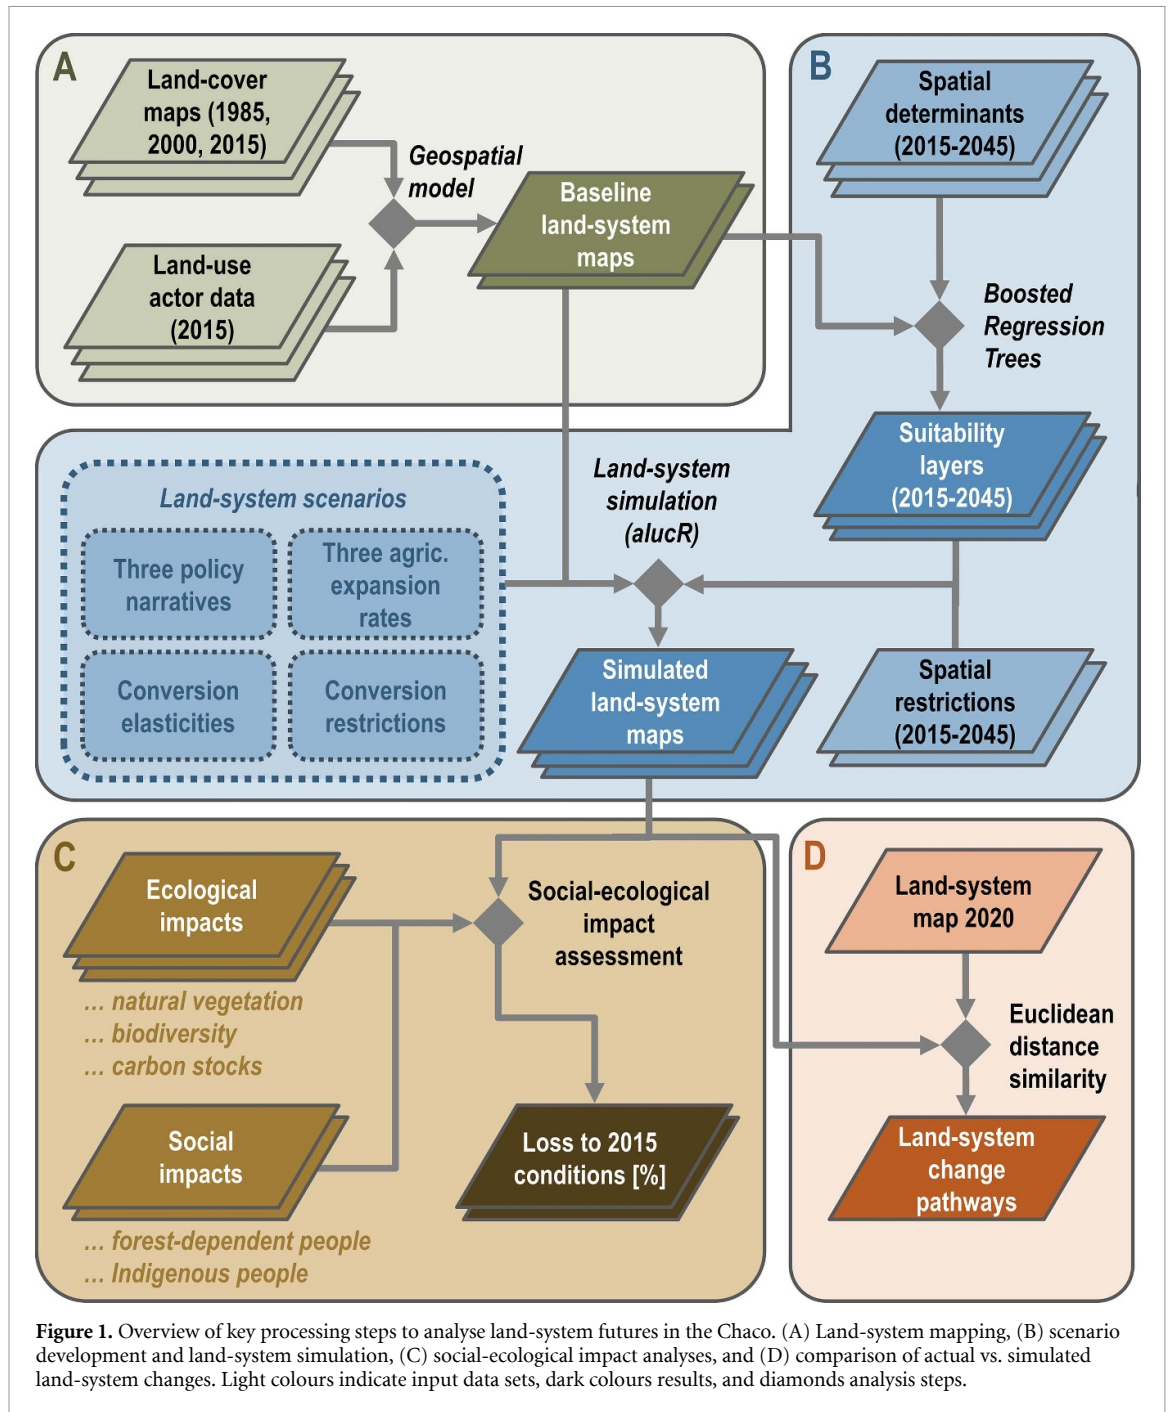 A
Land-cover
maps (1985,
2000, 2015)
Geospatial
model
Land-use
actor data
(2015)
Baseline
land-system
maps
B
Spatial
determinants
(2015-2045)
Boosted
Regression
Trees
Suitability
layers
(2015-2045)
Land-system scenarios
Three policy
narratives
Three agric.
expansion
rates
Conversion
elasticities
Conversion
restrictions
Land-system
simulation
(alucR)
Simulated
land-system
maps
Spatial
restrictions
(2015-2045)
C
Ecological
impacts
... natural vegetation
... biodiversity
... carbon stocks
Social
impacts
... forest-dependent people
... Indigenous people
Social-ecological
impact
assessment
Loss to 2015
conditions [%]
D
Land-system
map 2020
Euclidean
distance
similarity
Land-system
change
pathways
Figure 1. Overview of key processing steps to analyse land-system futures in the Chaco. (A) Land-system mapping, (B) scenario
development and land-system simulation, (C) social-ecological impact analyses, and (D) comparison of actual vs. simulated
land-system changes. Light colours indicate input data sets, dark colours results, and diamonds analysis steps.